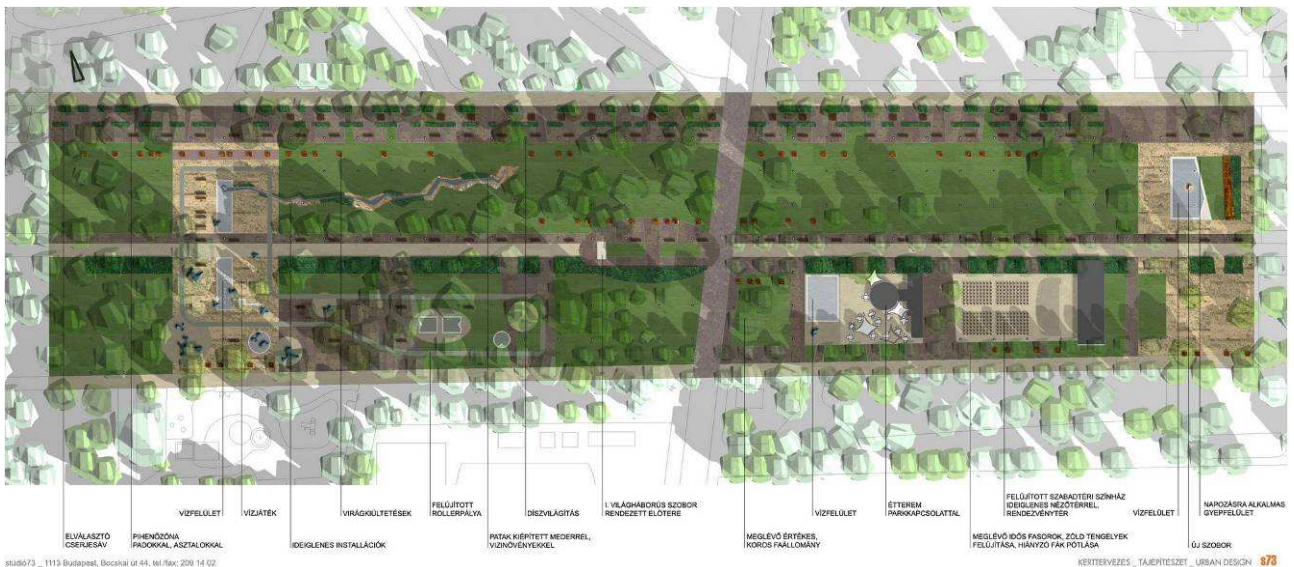 ELVÁLASZTÓ
CSERJESÁV
PIHENŐZÓNA
PADOKKAL, ASZTALOKKAL
VÍZFELÜLET
VÍZJÁTÉK
IDEIGLENES INSTALLÁCIÓK
VIRÁGKIÜLTETÉSEK
FELÚJÍTOTT
ROLLERPÁLYA
PATAK KIÉPÍTETT MEDERREL,
VIZINÖVÉNYEKKEL
DÍSZVILÁGÍTÁS
I. VILÁGHÁBORÚS SZOBOR
RENDEZETT ELŐTERE
MEGLÉVŐ ÉRTÉKES,
KOROS FAÁLLOMÁNY
VÍZFELÜLET
ÉTTEREM
PARKKAPCSOLATTAL
MEGLÉVŐ IDŐS FASOROK, ZÖLD TENGELYEK
FELÚJÍTÁSA, HIÁNYZÓ FÁK PÓTLÁSA
FELÚJÍTOTT SZABADTÉRI SZÍNHÁZ
IDEIGLENES NÉZŐTÉRREL,
RENDEZVÉNYTÉR
VÍZFELÜLET
ÚJ SZOBOR
NAPOZÁSRA ALKALMAS
GYEPFELÜLET
stúdió73 _ 1113 Budapest, Bocskai út 44. tel./fax: 209 14 02
KERTTERVEZÉS _ TÁJÉPÍTÉSZET _ URBAN DESIGN s73